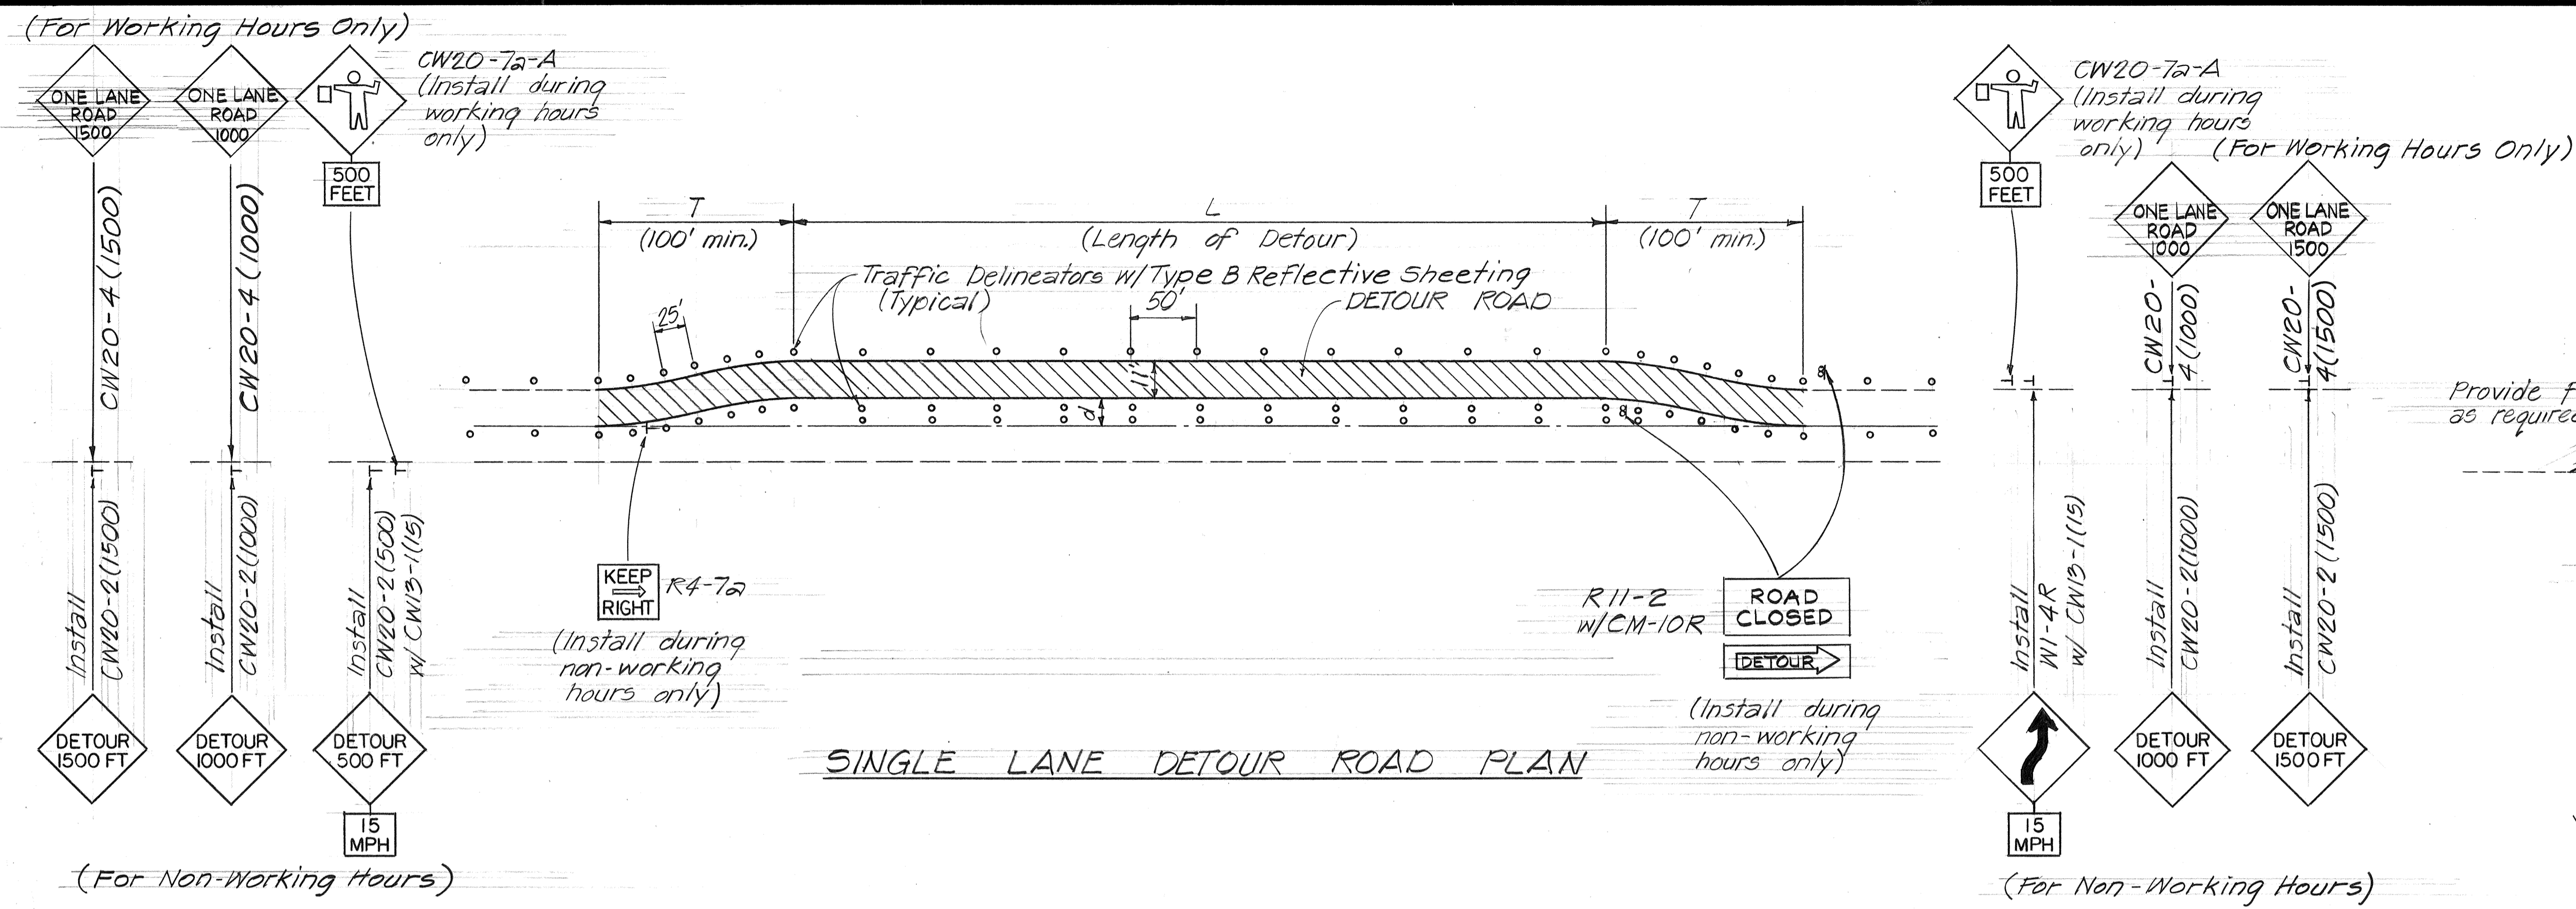 (For Working Hours Only)
ONE LANE
ROAD
1500
ONE LANE
ROAD
1000
CW20-7a-A
(Install during
working hours
only)
500
FEET
CW20-4(1500)
CW20-4(1000)
Install
CW20-2(1500)
Install
CW20-2(1000)
Install
CW20-2(500)
w/ CW13-1(15)
DETOUR
1500 FT
DETOUR
1000 FT
DETOUR
500 FT
15
MPH
(For Non-Working Hours)
T
(100' min.)
L
(Length of Detour)
T
(100' min.)
Traffic Delineators w/Type B Reflective Sheeting
(Typical)
50'
DETOUR ROAD
25'
11'
d
KEEP
RIGHT
R4-7a
(Install during
non-working
hours only)
R11-2
w/CM-10R
ROAD
CLOSED
DETOUR
(Install during
non-working
hours only)
SINGLE LANE DETOUR ROAD PLAN
CW20-7a-A
(Install during
working hours
only)
(For Working Hours Only)
500
FEET
ONE LANE
ROAD
1000
ONE LANE
ROAD
1500
CW20-
4(1000)
CW20-
4(1500)
Install
W1-4R
w/ CW13-1(15)
Install
CW20-2(1000)
Install
CW20-2(1500)
DETOUR
1000 FT
DETOUR
1500 FT
15
MPH
(For Non-Working Hours)
Provide
as required